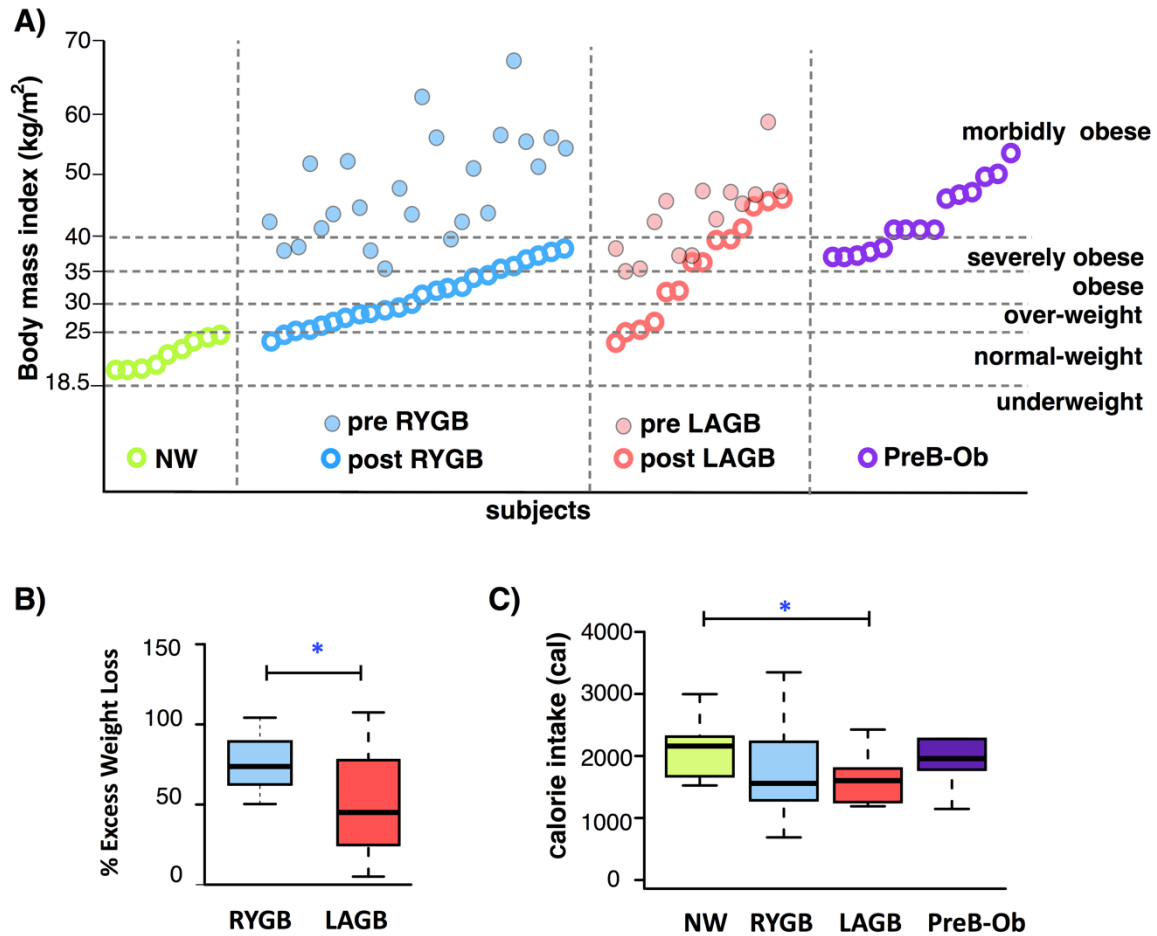 A)
Body mass index (kg/m²)
70
60
50
40
35
30
25
18.5
morbidly obese
severely obese
obese
over-weight
normal-weight
underweight
NW
pre RYGB
post RYGB
pre LAGB
post LAGB
PreB-Ob
subjects
B)
% Excess Weight Loss
150
100
50
0
*
RYGB
LAGB
C)
calorie intake (cal)
4000
3000
2000
1000
0
*
NW
RYGB
LAGB
PreB-Ob